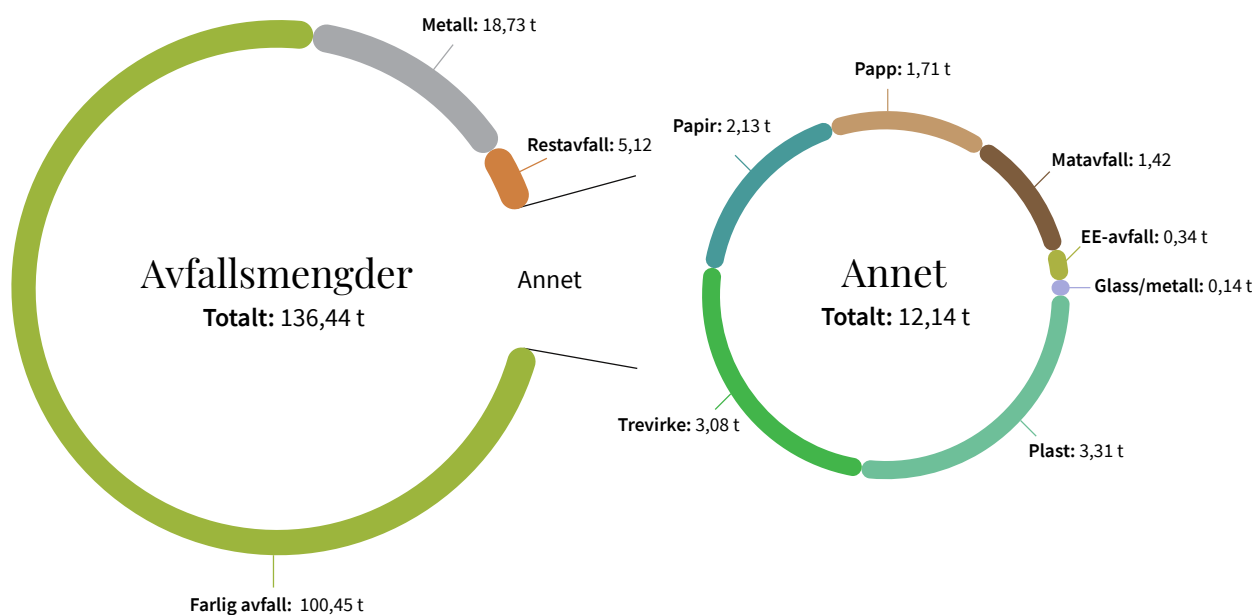 Metall: 18,73 t
Restavfall: 5,12
Avfallsmengder
Totalt: 136,44 t
Annet
Farlig avfall: 100,45 t
Papp: 1,71 t
Papir: 2,13 t
Matavfall: 1,42
EE-avfall: 0,34 t
Glass/metall: 0,14 t
Annet
Totalt: 12,14 t
Trevirke: 3,08 t
Plast: 3,31 t